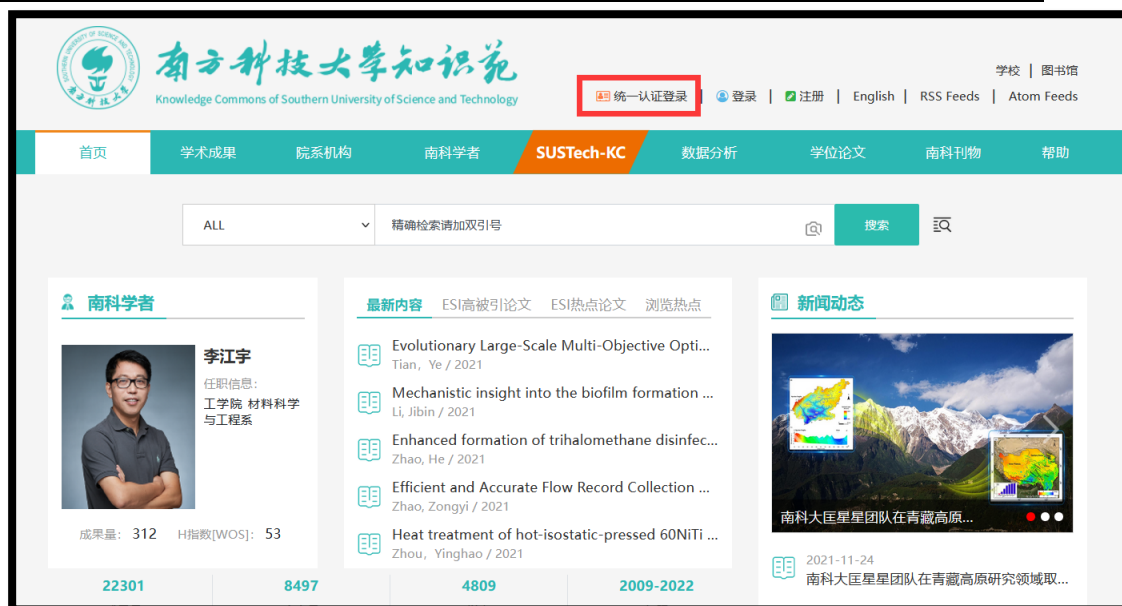 南方科技大学知识苑
Knowledge Commons of Southern University of Science and Technology
学校 | 图书馆
统一认证登录 | 登录 | 注册 | English | RSS Feeds | Atom Feeds
首页 学术成果 院系机构 南科学者 SUSTech-KC 数据分析 学位论文 南科刊物 帮助
ALL 精确检索请加双引号 搜索
南科学者
李江宇
任职信息:
工学院 材料科学
与工程系
成果量: 312 H指数[WOS]: 53
最新内容 ESI高被引论文 ESI热点论文 浏览热点
Evolutionary Large-Scale Multi-Objective Opti...
Tian, Ye / 2021
Mechanistic insight into the biofilm formation ...
Li, Jibin / 2021
Enhanced formation of trihalomethane disinfec...
Zhao, He / 2021
Efficient and Accurate Flow Record Collection ...
Zhao, Zongyi / 2021
Heat treatment of hot-isostatic-pressed 60NiTi ...
Zhou, Yinghao / 2021
新闻动态
南科大匡星星团队在青藏高原...
2021-11-24
南科大匡星星团队在青藏高原研究领域取...
22301 8497 4809 2009-2022